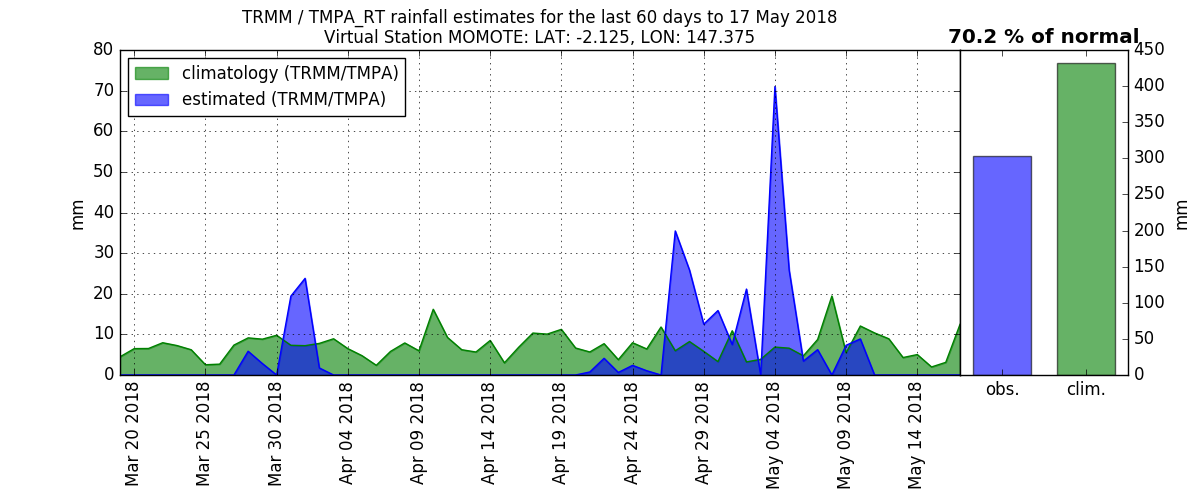 TRMM / TMPA_RT rainfall estimates for the last 60 days to 17 May 2018
Virtual Station MOMOTE: LAT: -2.125, LON: 147.375
70.2 % of normal
climatology (TRMM/TMPA)
estimated (TRMM/TMPA)
mm
80
70
60
50
40
30
20
10
0
Mar 20 2018
Mar 25 2018
Mar 30 2018
Apr 04 2018
Apr 09 2018
Apr 14 2018
Apr 19 2018
Apr 24 2018
Apr 29 2018
May 04 2018
May 09 2018
May 14 2018
obs.
clim.
450
400
350
300
250
200
150
100
50
0
mm